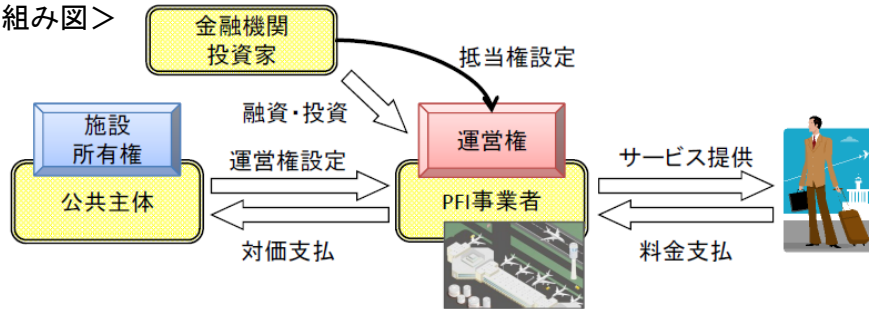 組み図＞
金融機関
投資家
抵当権設定
融資・投資
施設
所有権
運営権
運営権設定
サービス提供
公共主体
PFI事業者
対価支払
料金支払